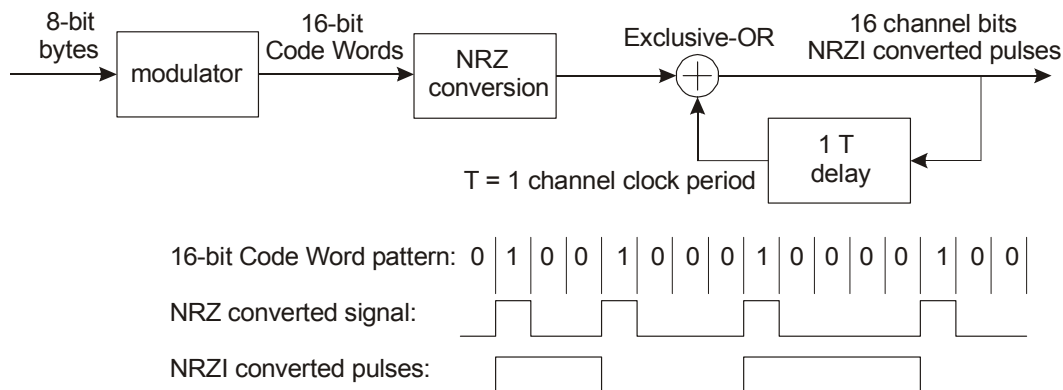 8-bit
bytes
modulator
16-bit
Code Words
NRZ
conversion
Exclusive-OR
16 channel bits
NRZI converted pulses
1 T
delay
T = 1 channel clock period
16-bit Code Word pattern: 0 1 0 0 1 0 0 0 1 0 0 0 0 1 0 0
NRZ converted signal:
NRZI converted pulses: